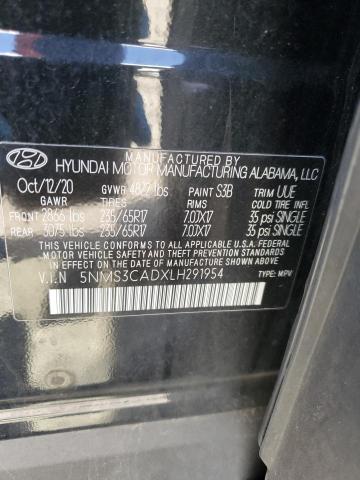 MANUFACTURED BY
HYUNDAI MOTOR MANUFACTURING ALABAMA, LLC
Oct/12/20 GVWR 4822 lbs PAINT S3B TRIM UUE
GAWR TIRES RIMS COLD TIRE INFL.
FRONT 2866 lbs 235/65R17 7.0JX17 35 psi SINGLE
REAR 3075 lbs 235/65R17 7.0JX17 35 psi SINGLE
THIS VEHICLE CONFORMS TO ALL APPLICABLE U.S. FEDERAL
MOTOR VEHICLE SAFETY AND THEFT PREVENTION STANDARDS
IN EFFECT ON THE DATE OF MANUFACTURE SHOWN ABOVE.
V.I.N 5NMS3CADXLH291954 TYPE: MPV